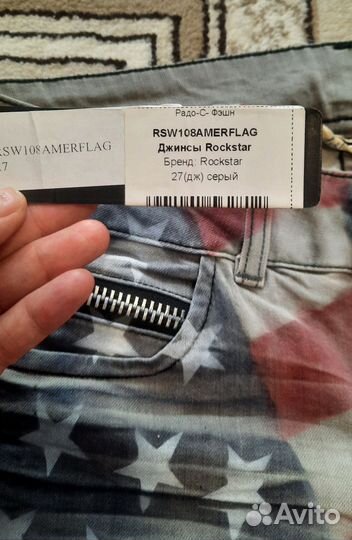 Радо-С- Фэшн
RSW108AMERFLAG
Джинсы Rockstar
Бренд: Rockstar
27(дж) серый
RSW108AMERFLAG
Avito